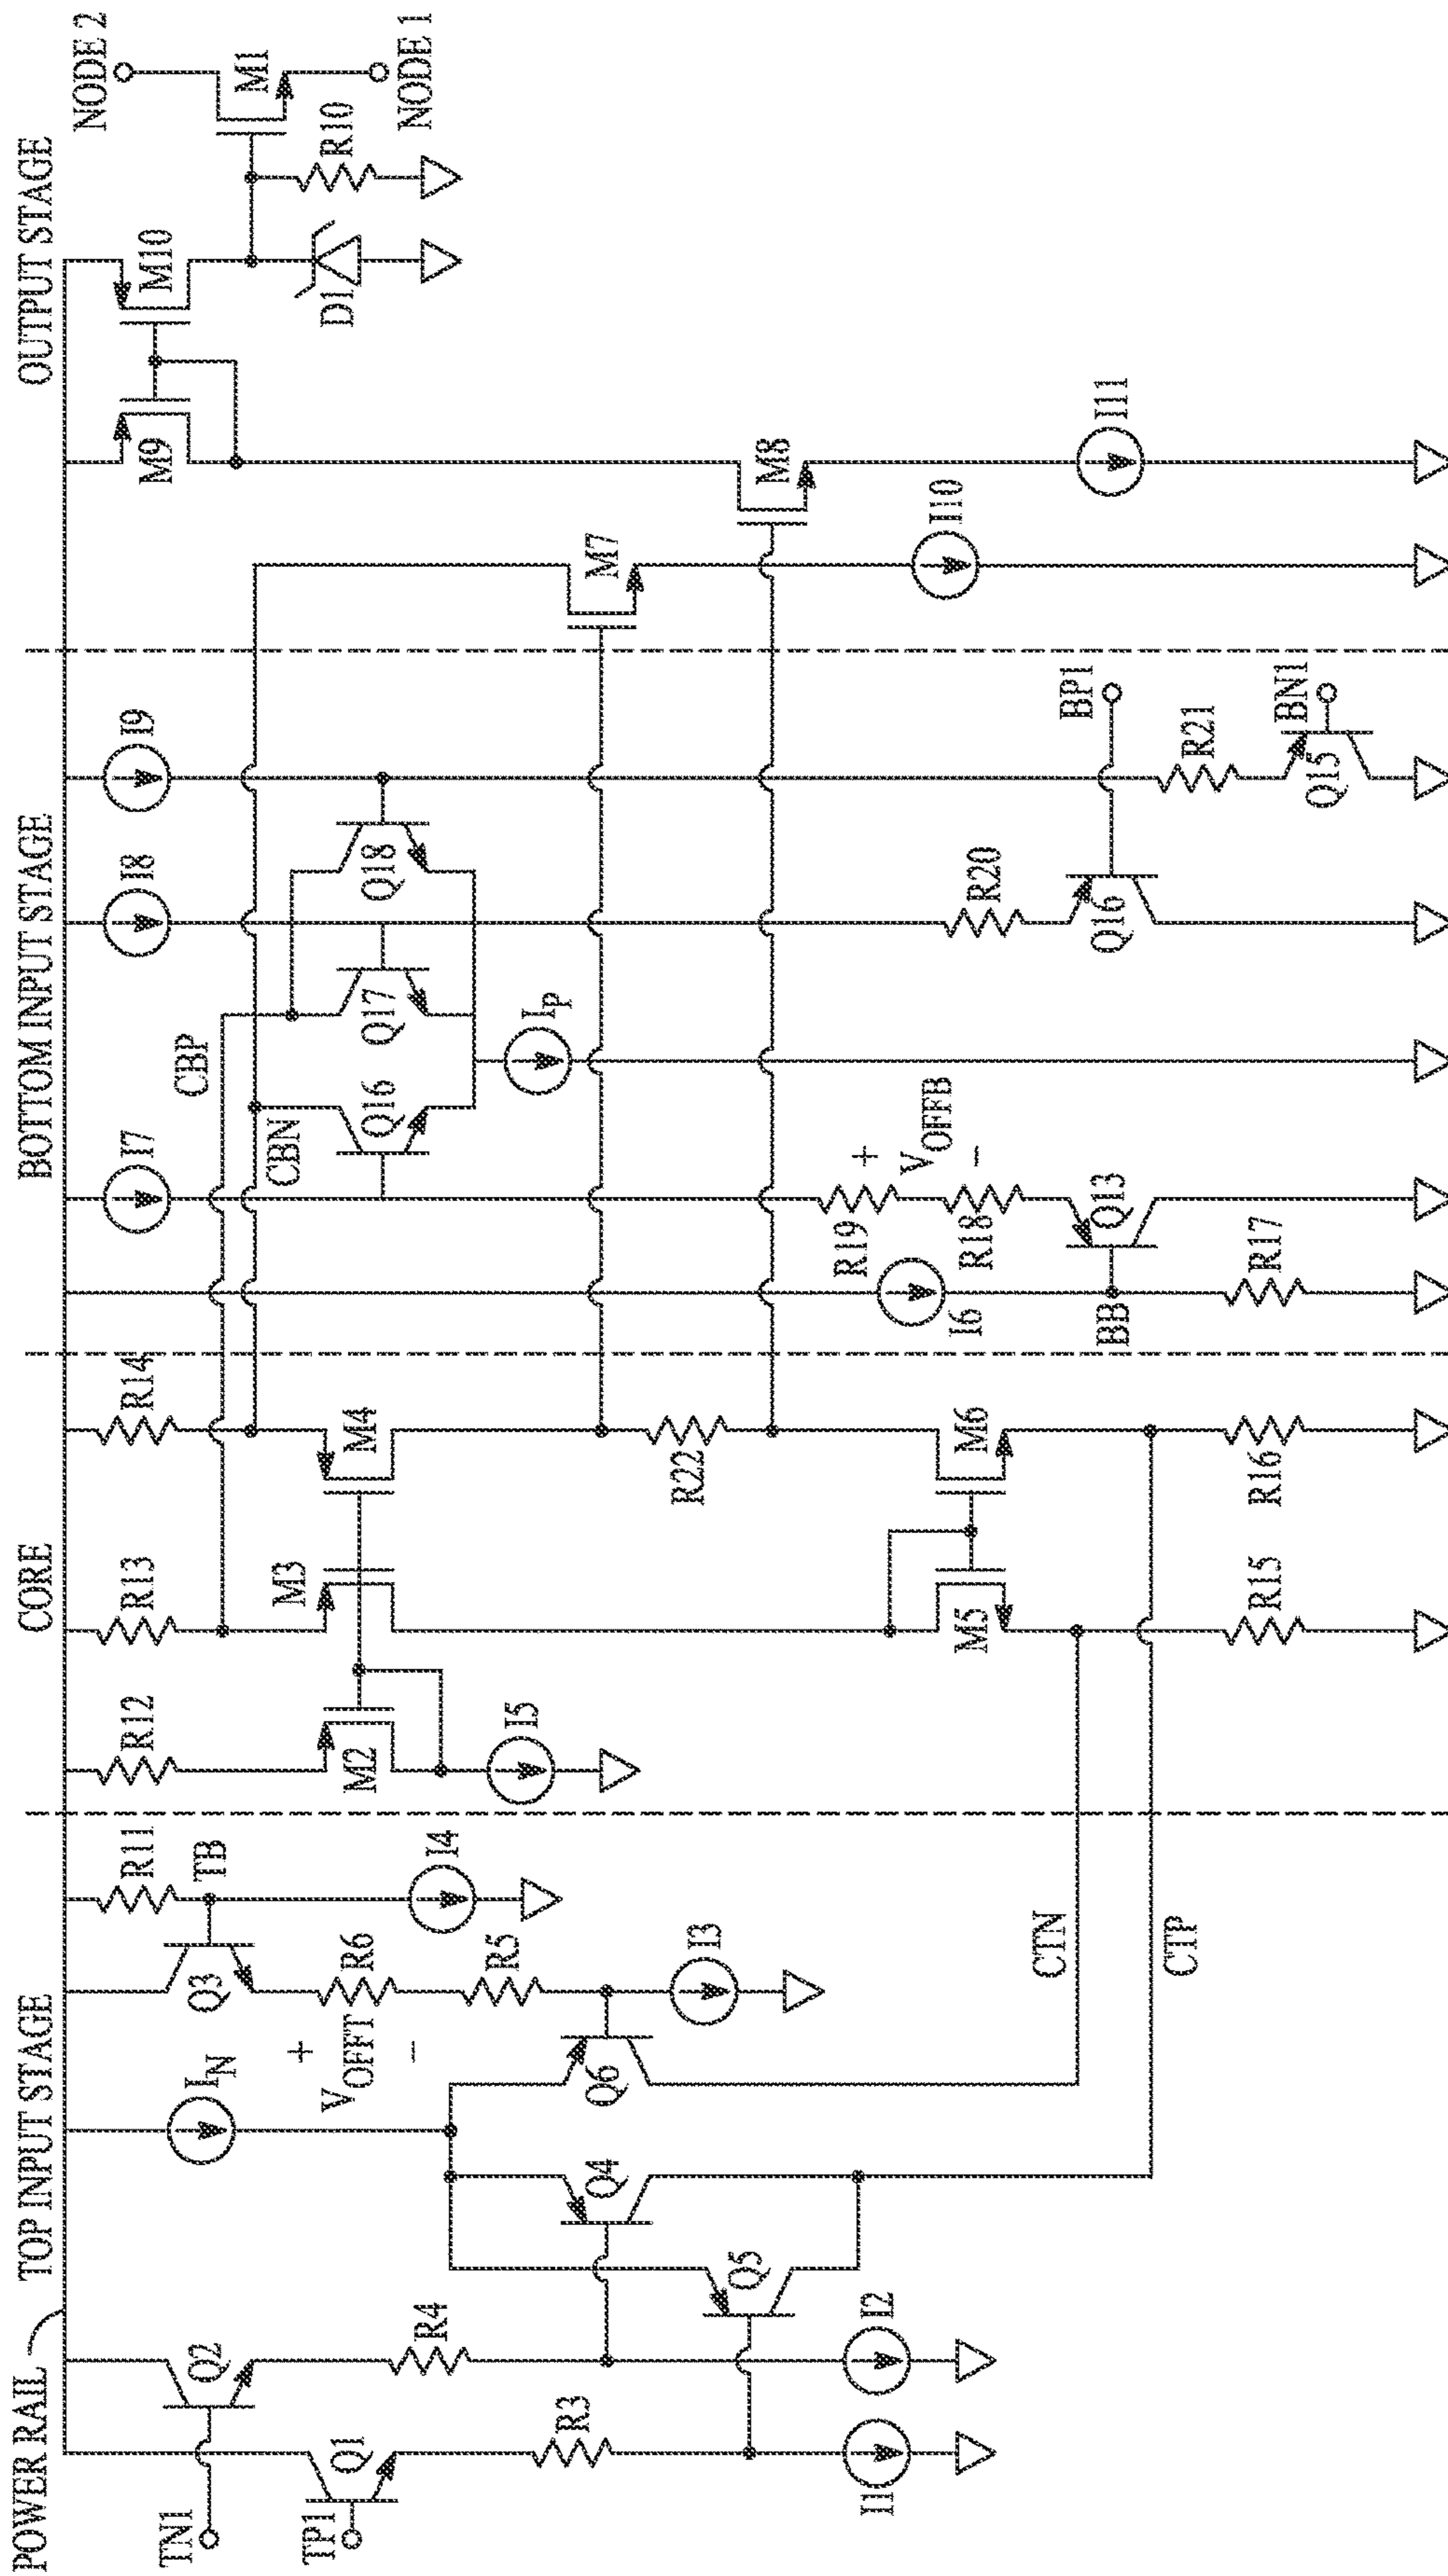 POWER RAIL
TOP INPUT STAGE
CORE
BOTTOM INPUT STAGE
OUTPUT STAGE
TN1
TP1
Q1
Q2
R3
R4
I1
I2
Q5
Q4
I_N
V_OFFT
+
−
Q3
R6
R5
Q6
I3
R11
TB
I4
CTN
CTP
R12
M2
I5
R13
M3
R14
M4
R22
M5
M6
R15
R16
I7
CBP
CBN
Q16
Q17
Q18
I8
I9
I_P
R19
R18
+
V_OFFB
−
I6
BB
Q13
R17
R20
Q16
BP1
R21
BN1
Q15
M7
M8
I10
I11
M9
M10
D1
R10
M1
NODE 2
NODE 1